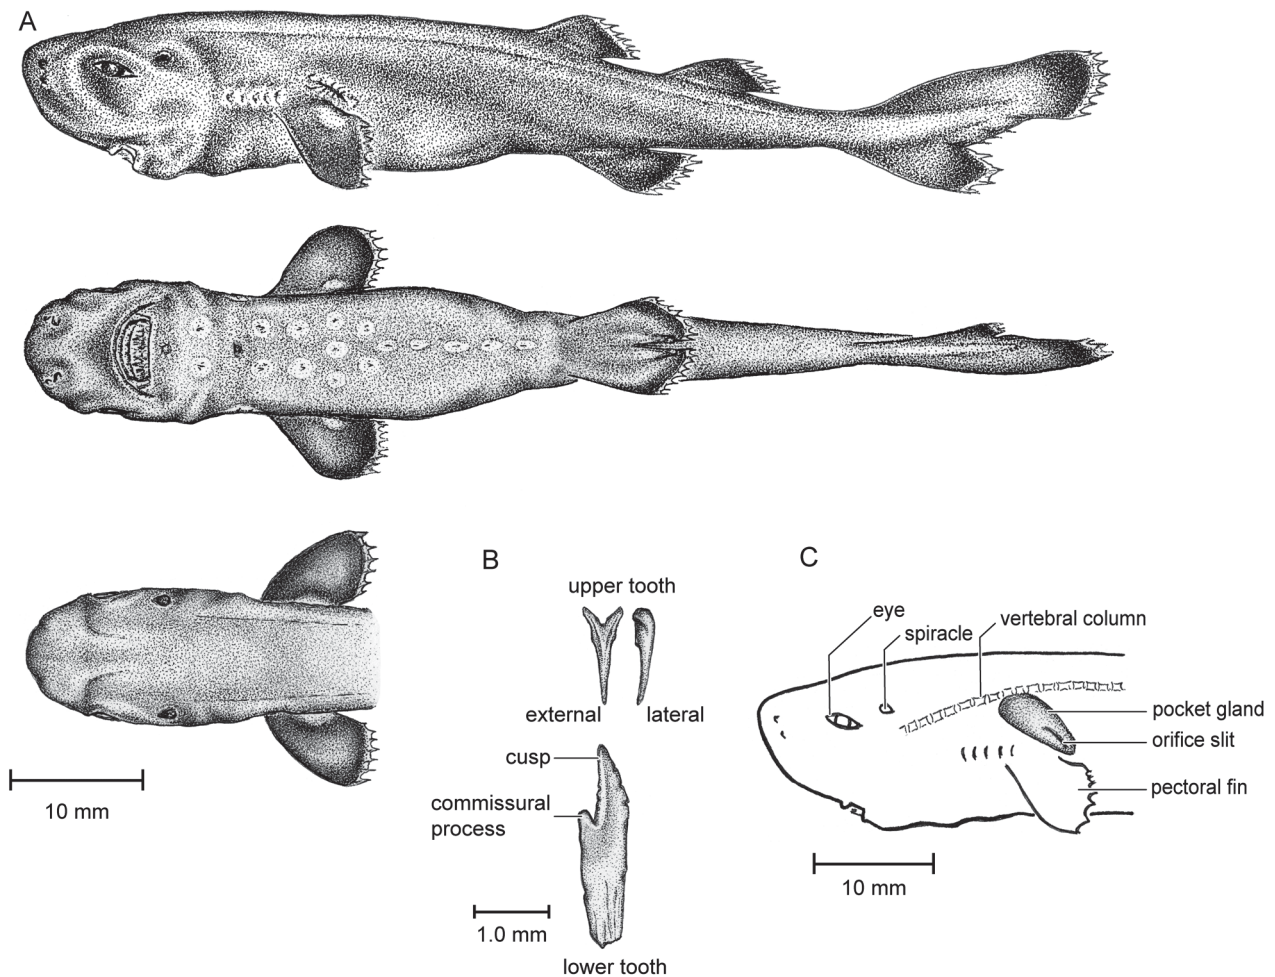 A
B
C
upper tooth
external
lateral
cusp
commissural
process
1.0 mm
lower tooth
eye
spiracle
vertebral column
pocket gland
orifice slit
pectoral fin
10 mm
10 mm